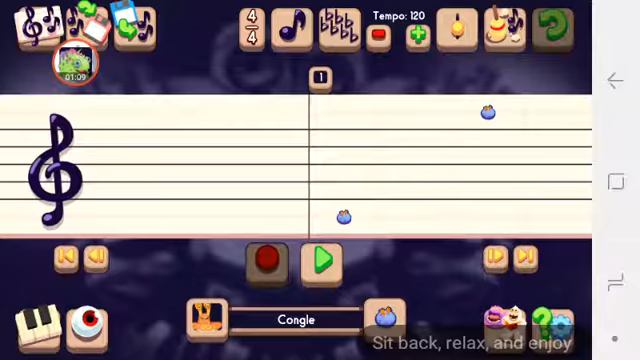 4
4
Tempo: 120
01:09
1
Congle
Sit back, relax, and enjoy